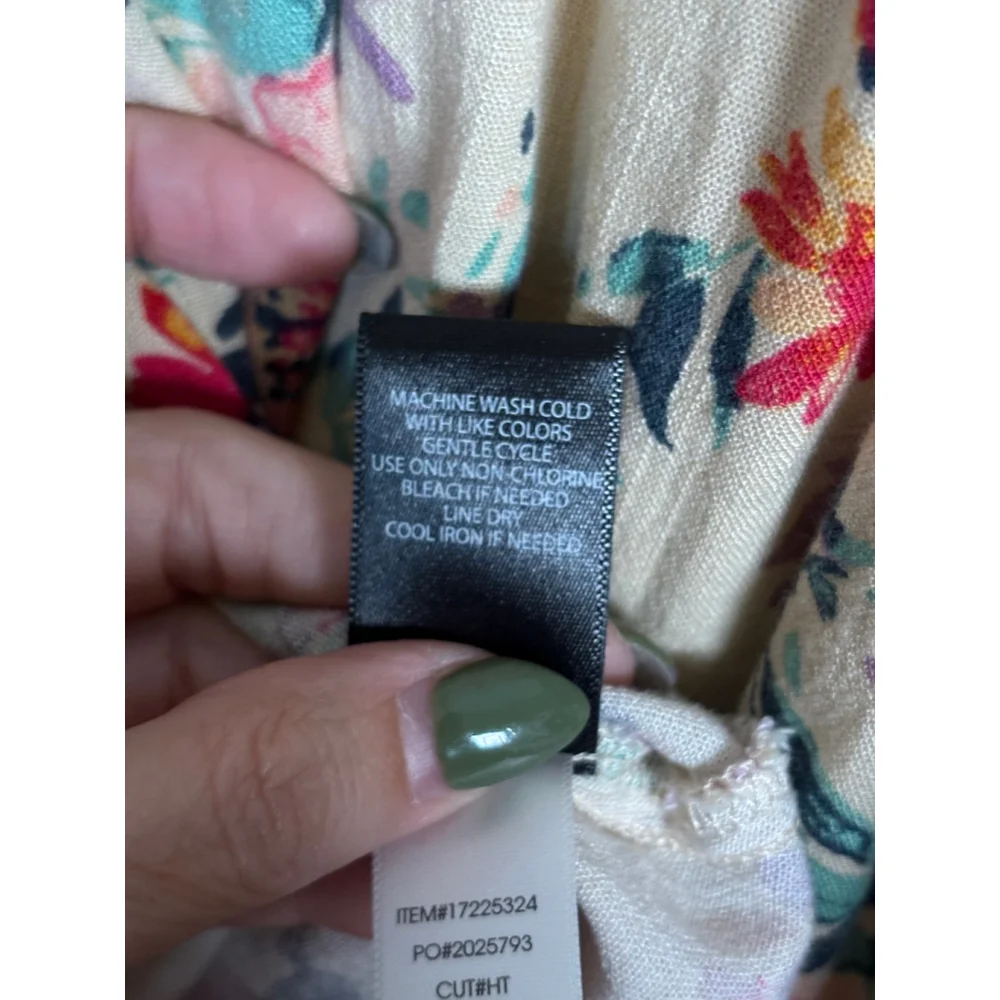 MACHINE WASH COLD
WITH LIKE COLORS
GENTLE CYCLE
USE ONLY NON-CHLORINE
BLEACH IF NEEDED
LINE DRY
COOL IRON IF NEEDED
ITEM#17225324
PO#2025793
CUT#HT